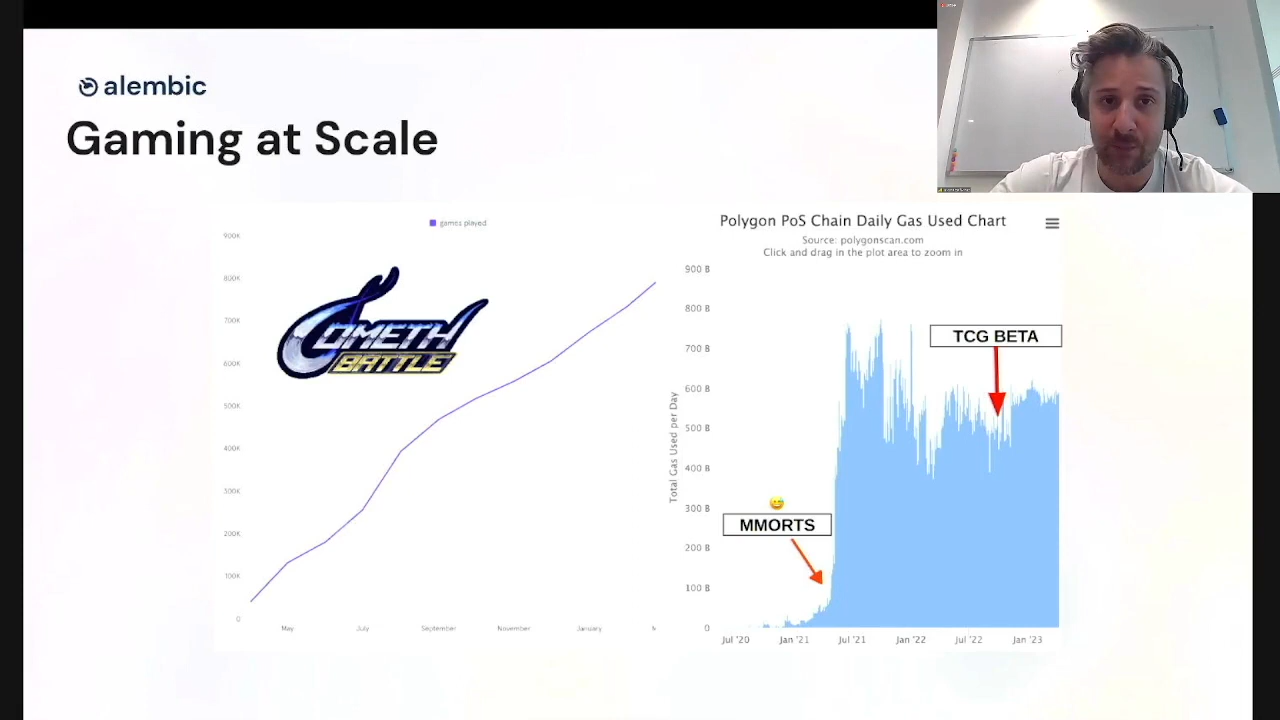 alembic
Gaming at Scale
games played
900K
800K
700K
600K
500K
400K
300K
200K
100K
0
May
July
September
November
January
COMETH
BATTLE
Polygon PoS Chain Daily Gas Used Chart
Source: polygonscan.com
Click and drag in the plot area to zoom in
Total Gas Used per Day
900 B
800 B
700 B
600 B
500 B
400 B
300 B
200 B
100 B
0
TCG BETA
MMORTS
Jul '20
Jan '21
Jul '21
Jan '22
Jul '22
Jan '23